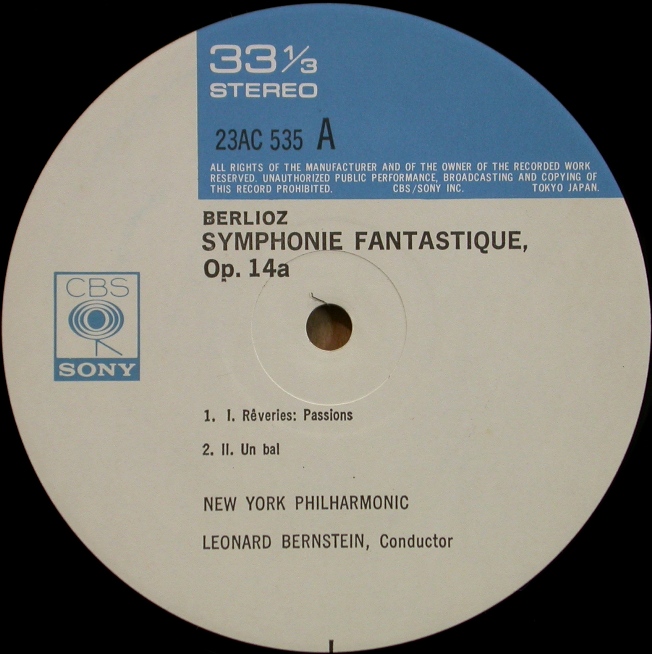 33 1/3
STEREO
23AC 535 A
ALL RIGHTS OF THE MANUFACTURER AND OF THE OWNER OF THE RECORDED WORK
RESERVED. UNAUTHORIZED PUBLIC PERFORMANCE, BROADCASTING AND COPYING OF
THIS RECORD PROHIBITED. CBS/SONY INC. TOKYO JAPAN.
BERLIOZ
SYMPHONIE FANTASTIQUE,
Op. 14a
CBS
SONY
1. I. Rêveries: Passions
2. II. Un bal
NEW YORK PHILHARMONIC
LEONARD BERNSTEIN, Conductor